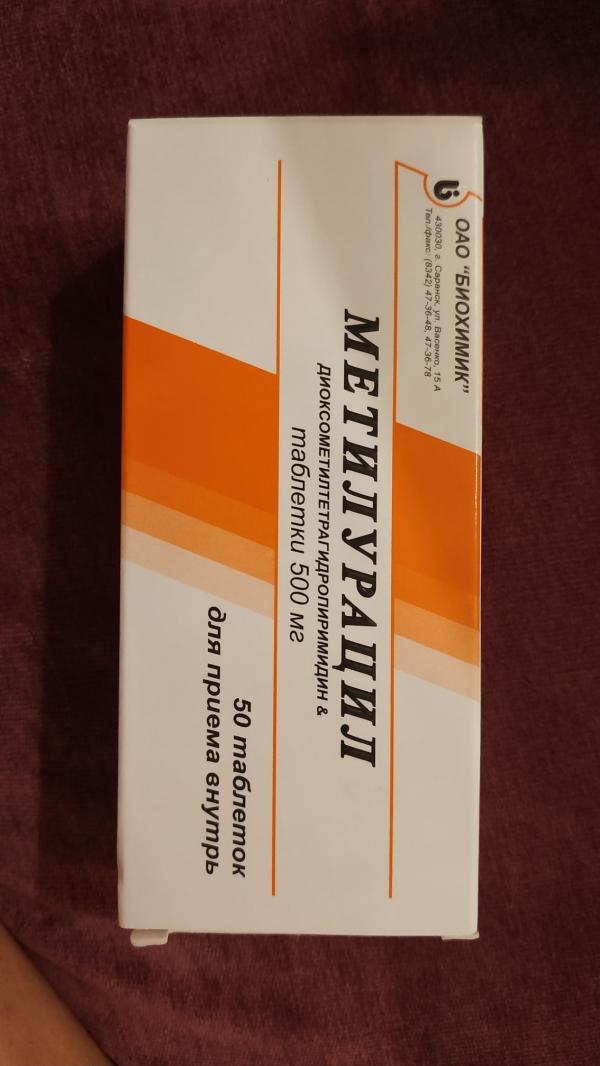 ОАО "БИОХИМИК"
430030, г. Саранск, ул. Васенко, 15 А
Тел./факс: (8342) 47-36-48, 47-36-78
МЕТИЛУРАЦИЛ
ДИОКСОМЕТИЛТЕТРАГИДРОПИРИМИДИН &
таблетки 500 мг
50 таблеток
для приема внутрь